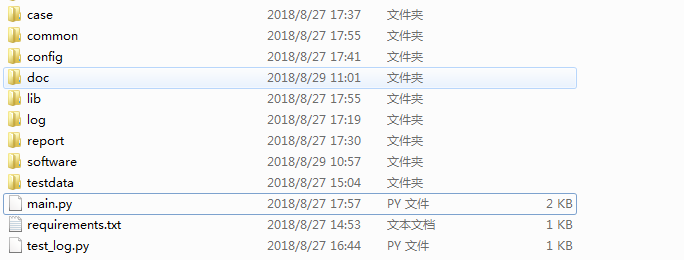 case 2018/8/27 17:37 文件夹
common 2018/8/27 17:55 文件夹
config 2018/8/27 17:41 文件夹
doc 2018/8/29 11:01 文件夹
lib 2018/8/27 17:55 文件夹
log 2018/8/27 17:19 文件夹
report 2018/8/27 17:30 文件夹
software 2018/8/29 10:57 文件夹
testdata 2018/8/27 15:04 文件夹
main.py 2018/8/27 17:57 PY 文件 2 KB
requirements.txt 2018/8/27 14:53 文本文档 1 KB
test_log.py 2018/8/27 16:44 PY 文件 1 KB